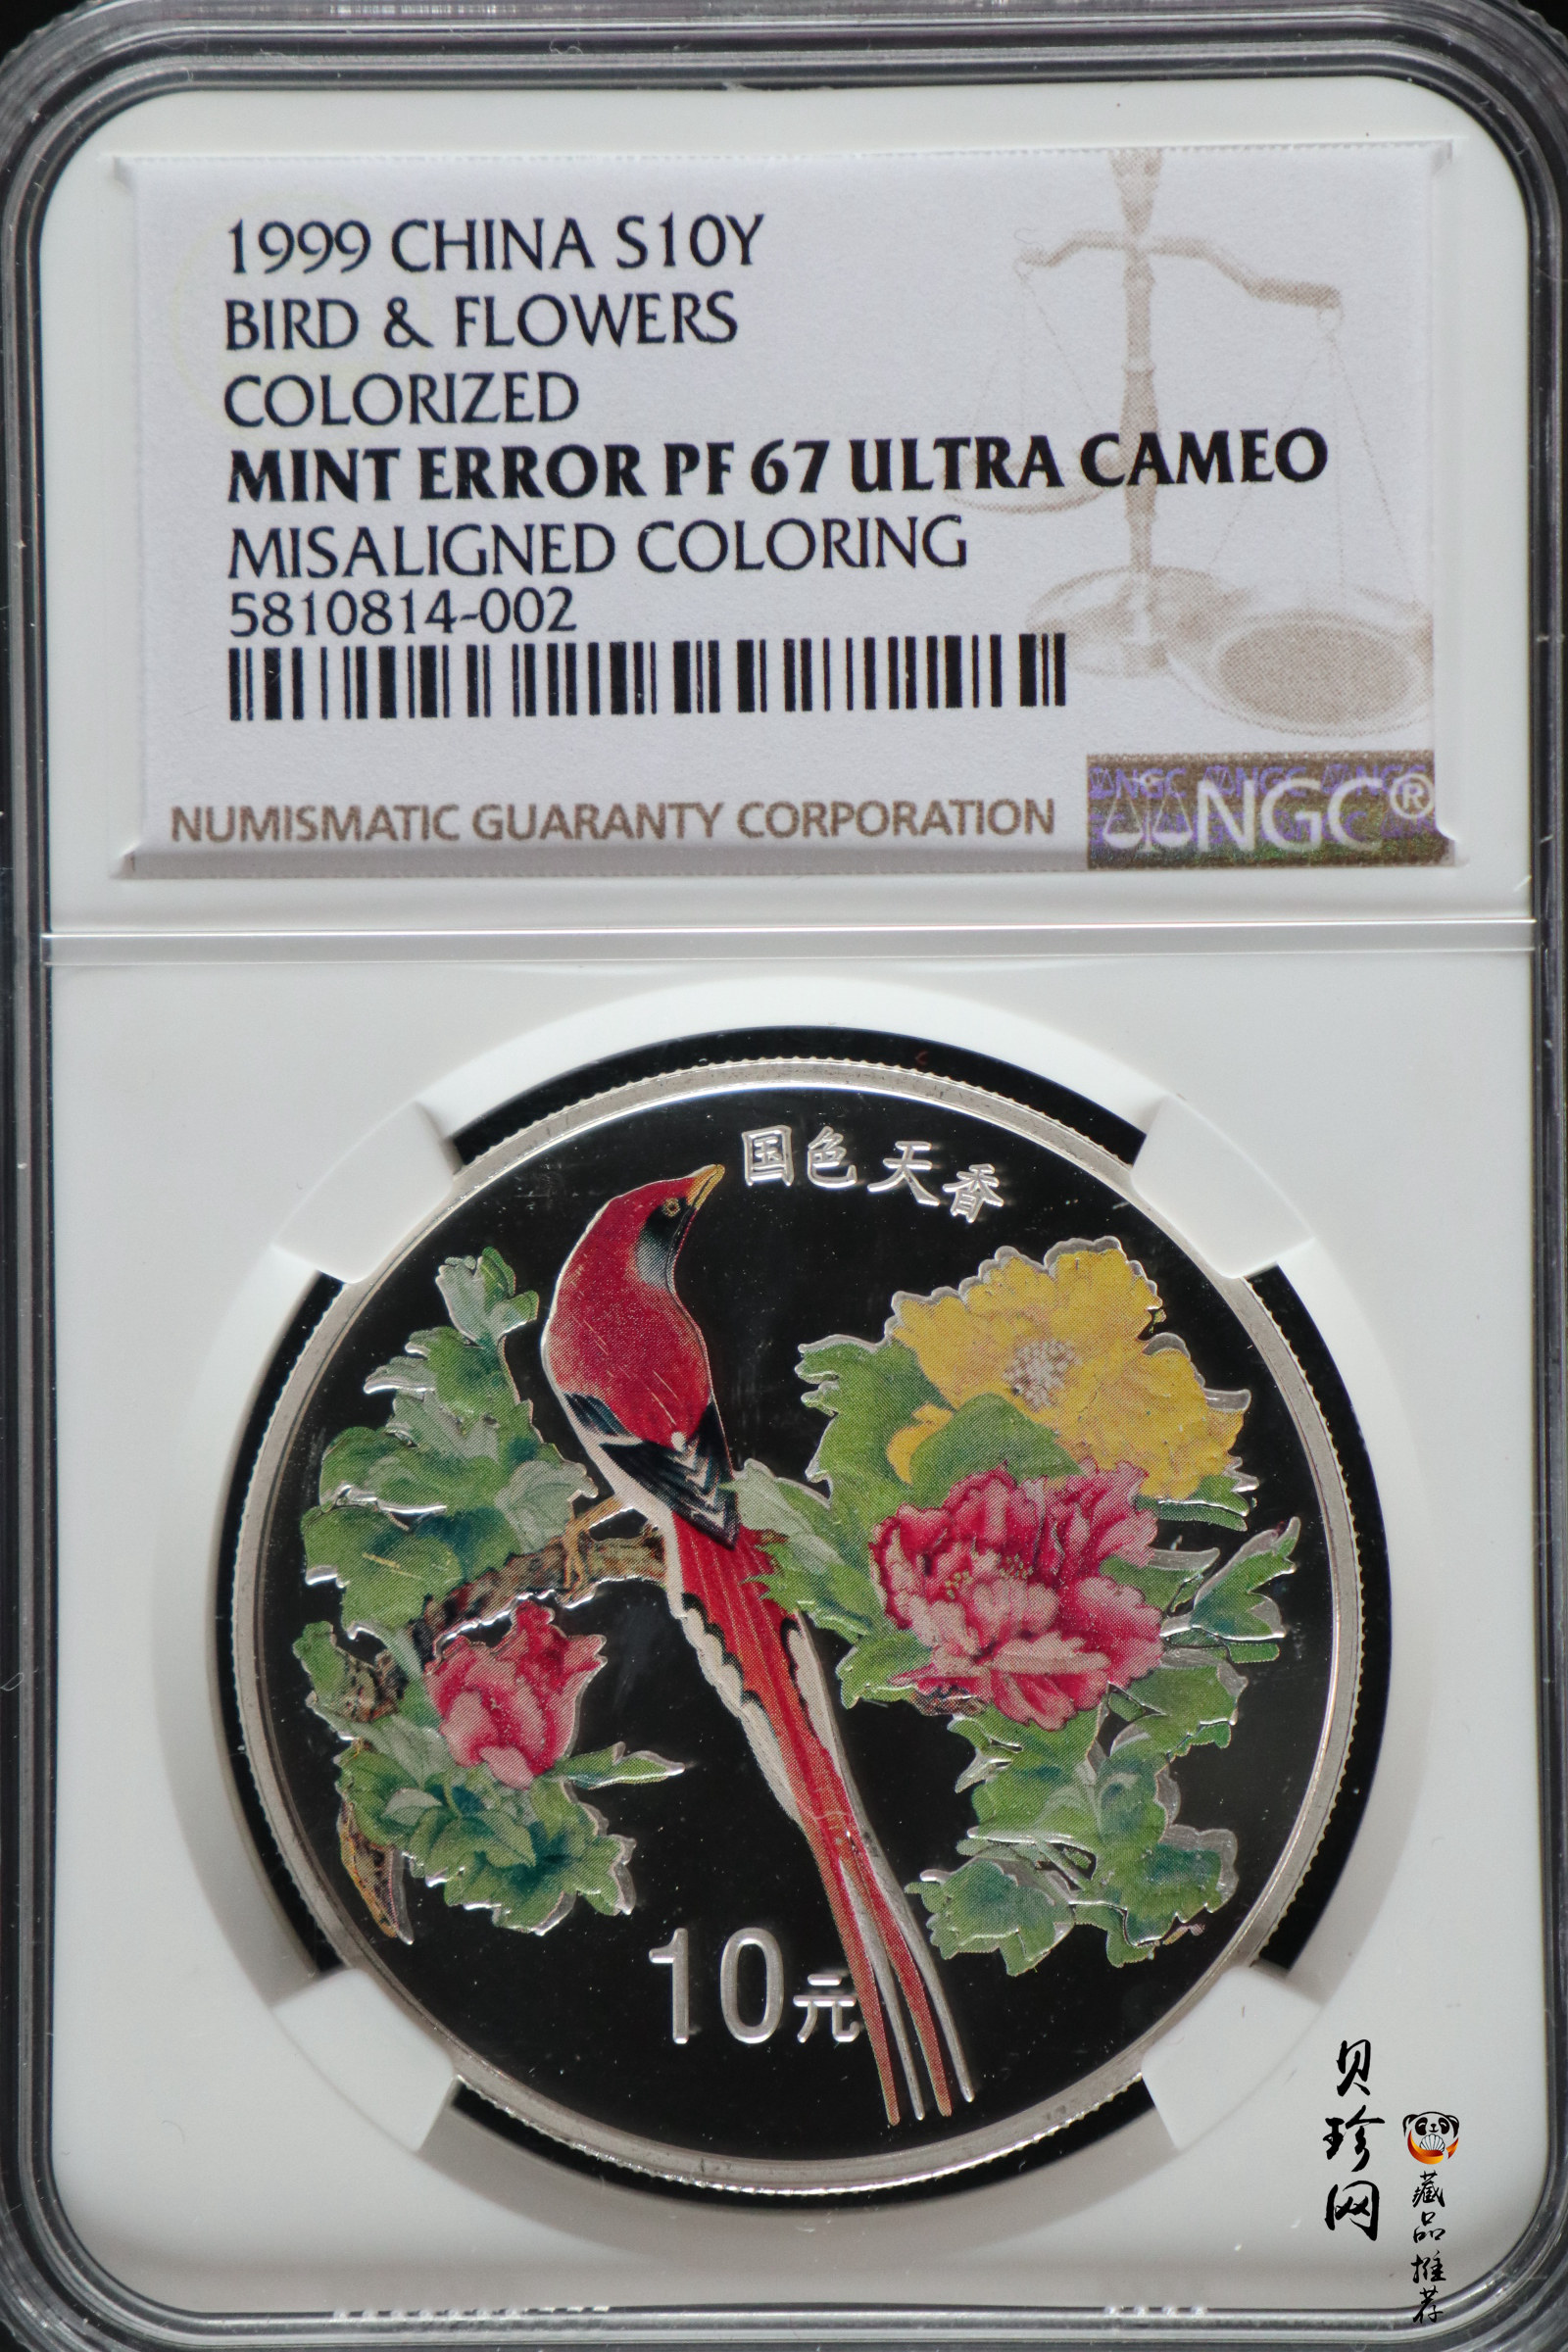 1999 CHINA S10Y
BIRD & FLOWERS
COLORIZED
MINT ERROR PF 67 ULTRA CAMEO
MISALIGNED COLORING
5810814-002
NUMISMATIC GUARANTY CORPORATION
NGC®
国色天香
10元
贝珍网
藏品推荐